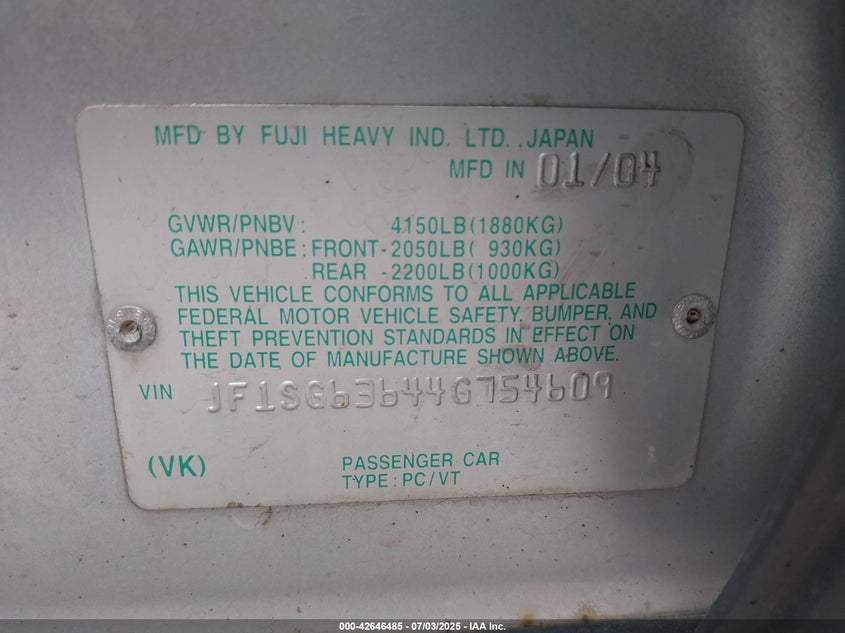 MFD BY FUJI HEAVY IND. LTD. ,JAPAN
MFD IN 01/04
GVWR/PNBV : 4150LB(1880KG)
GAWR/PNBE : FRONT-2050LB( 930KG)
REAR -2200LB(1000KG)
THIS VEHICLE CONFORMS TO ALL APPLICABLE
FEDERAL MOTOR VEHICLE SAFETY, BUMPER, AND
THEFT PREVENTION STANDARDS IN EFFECT ON
THE DATE OF MANUFACTURE SHOWN ABOVE.
VIN JF1SG63644G754609
(VK) PASSENGER CAR
TYPE : PC/VT
000-42646485 - 07/03/2025 - IAA Inc.